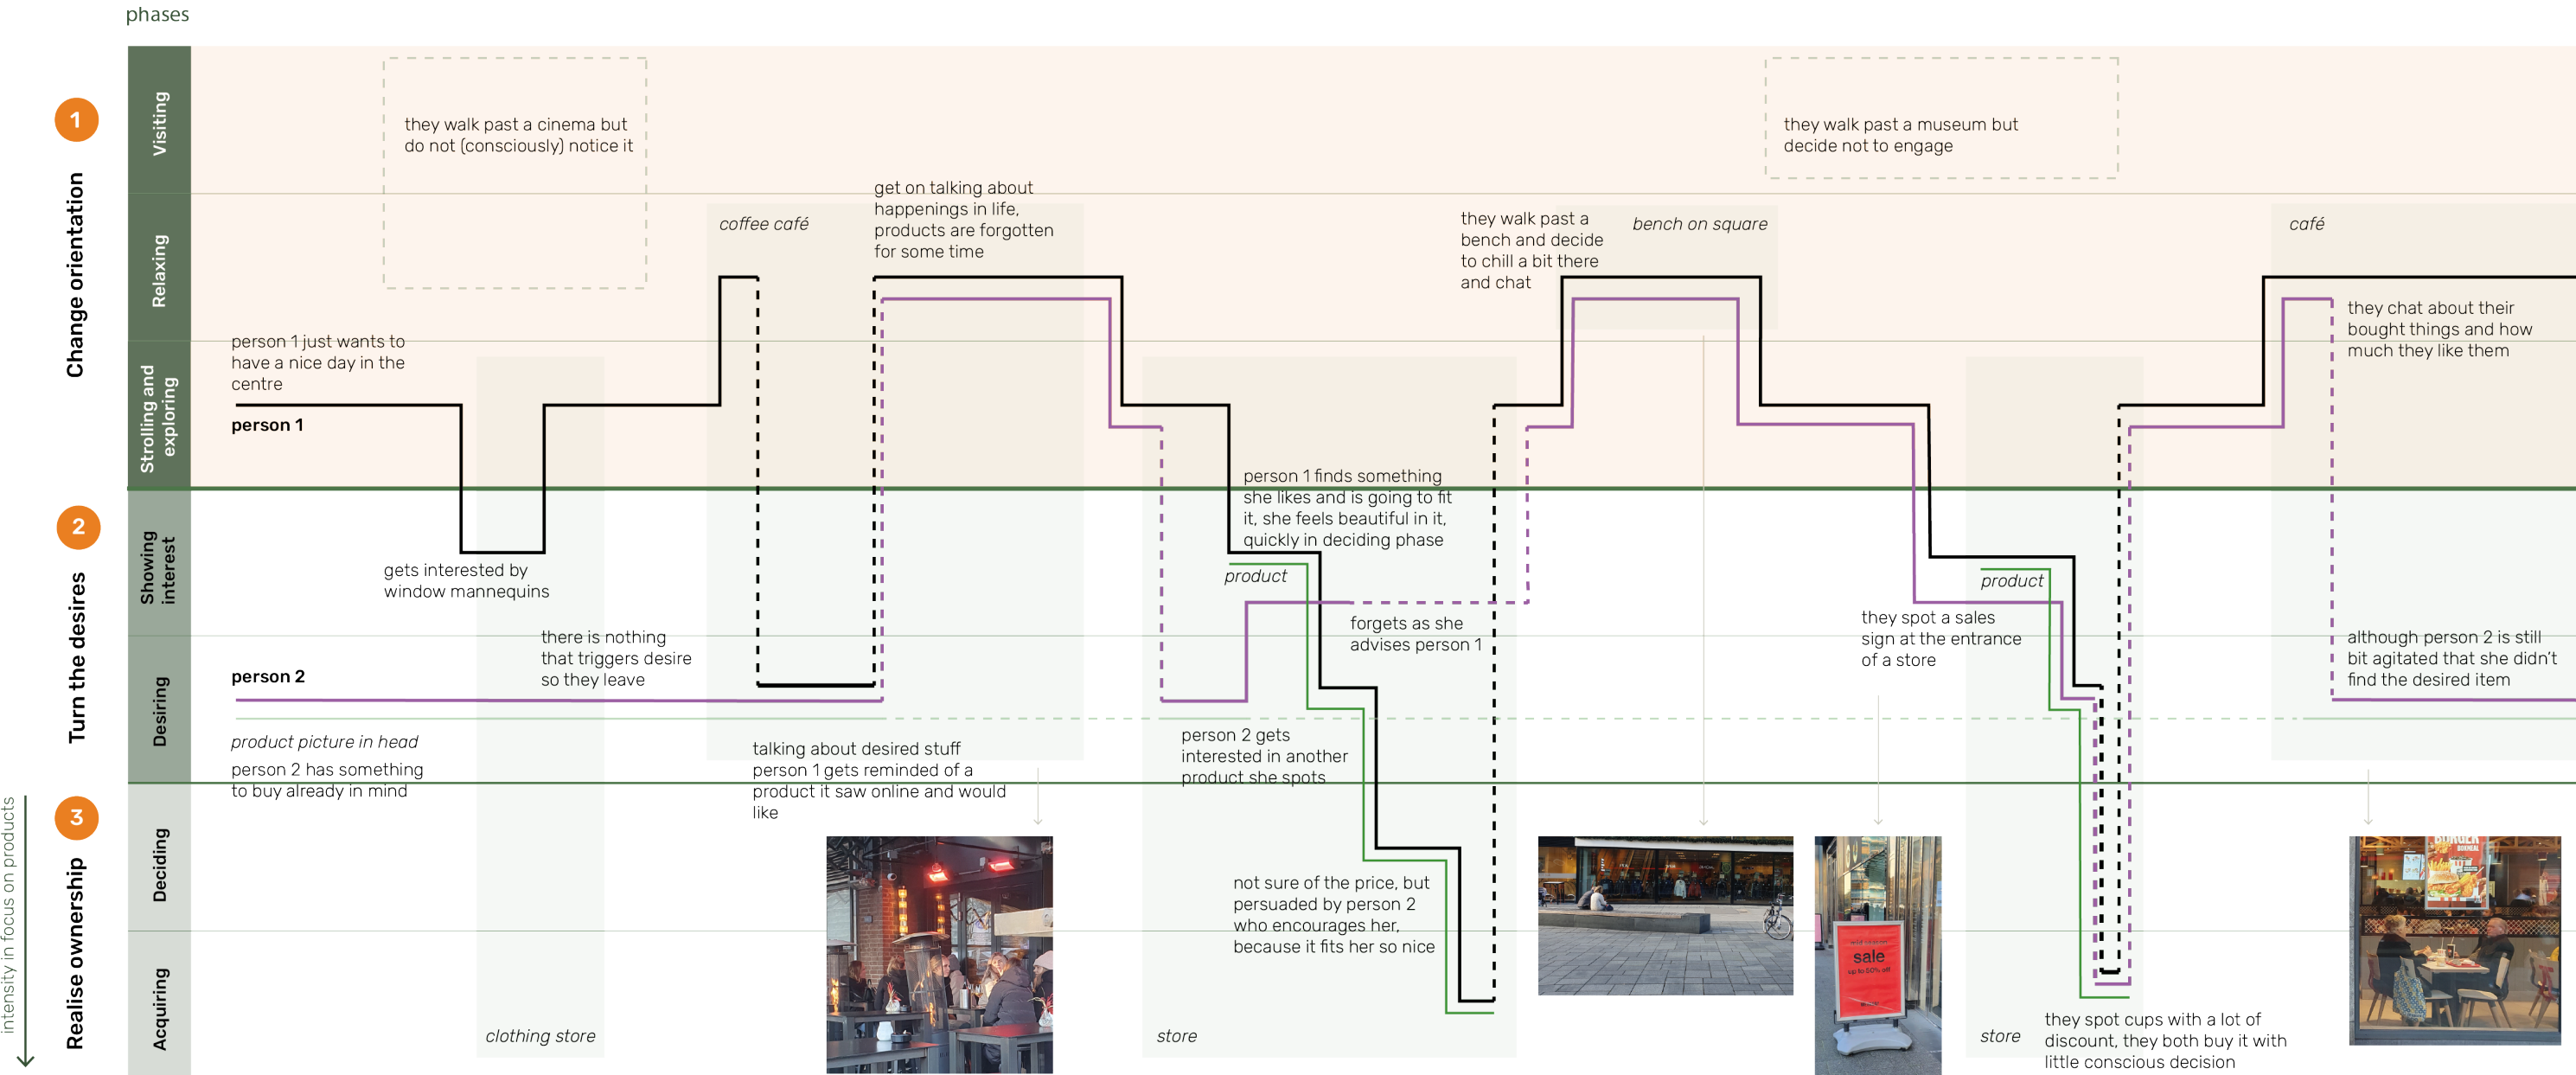 phases
1
Change orientation
2
Turn the desires
3
Realise ownership
intensity in focus on products
Visiting
Relaxing
Strolling and
exploring
Showing
interest
Desiring
Deciding
Acquiring
they walk past a cinema but
do not (consciously) notice it
person 1 just wants to
have a nice day in the
centre
person 1
gets interested by
window mannequins
there is nothing
that triggers desire
so they leave
person 2
product picture in head
person 2 has something
to buy already in mind
clothing store
coffee café
get on talking about
happenings in life,
products are forgotten
for some time
talking about desired stuff
person 1 gets reminded of a
product it saw online and would
like
person 1 finds something
she likes and is going to fit
it, she feels beautiful in it,
quickly in deciding phase
product
forgets as she
advises person 1
person 2 gets
interested in another
product she spots
not sure of the price, but
persuaded by person 2
who encourages her,
because it fits her so nice
store
they walk past a
bench and decide
to chill a bit there
and chat
bench on square
they walk past a museum but
decide not to engage
they spot a sales
sign at the entrance
of a store
product
sale
up to 50% off
store
they spot cups with a lot of
discount, they both buy it with
little conscious decision
café
they chat about their
bought things and how
much they like them
although person 2 is still
bit agitated that she didn't
find the desired item
BURGER